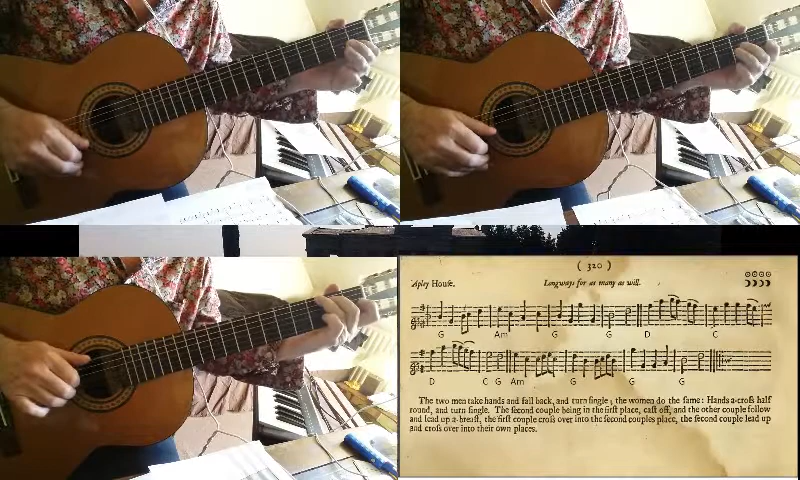 ( 320 )
Apley Houſe. Longways for as many as will.
G Am G G D C
D C G Am G G G
The two men take hands and fall back, and turn ſingle; the women do the ſame: Hands a-croſs half
round, and turn ſingle. The ſecond couple being in the firſt place, caſt off, and the other couple follow
and lead up a-breaſt, the firſt couple croſs over into the ſecond couples place, the ſecond couple lead up
and croſs over into their own places.